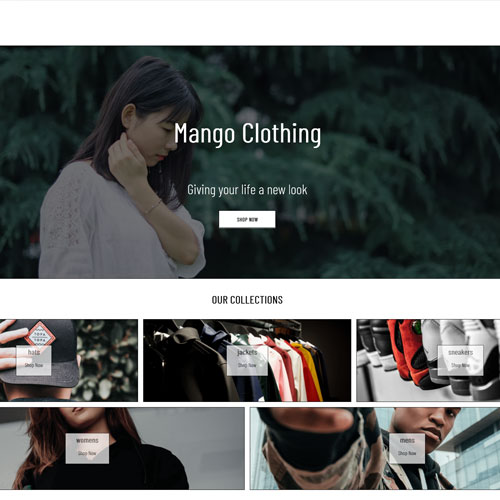 Mango Clothing
Giving your life a new look
SHOP NOW
OUR COLLECTIONS
hats
Shop Now
jackets
Shop Now
sneakers
Shop Now
womens
Shop Now
mens
Shop Now